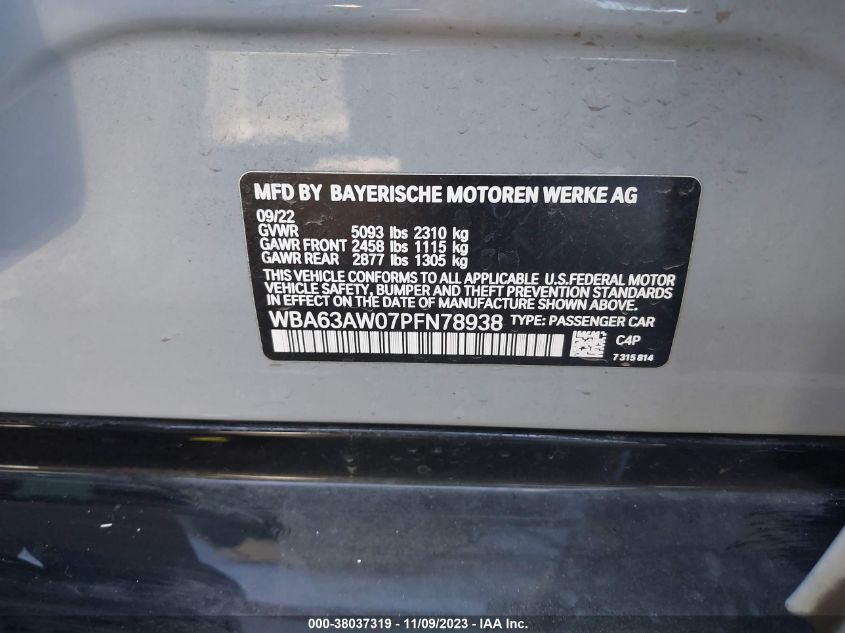 MFD BY BAYERISCHE MOTOREN WERKE AG
09/22
GVWR 5093 lbs 2310 kg
GAWR FRONT 2458 lbs 1115 kg
GAWR REAR 2877 lbs 1305 kg
THIS VEHICLE CONFORMS TO ALL APPLICABLE U.S.FEDERAL MOTOR
VEHICLE SAFETY, BUMPER AND THEFT PREVENTION STANDARDS
IN EFFECT ON THE DATE OF MANUFACTURE SHOWN ABOVE.
WBA63AW07PFN78938 TYPE: PASSENGER CAR
C4P
7315814
000-38037319 - 11/09/2023 - IAA Inc.